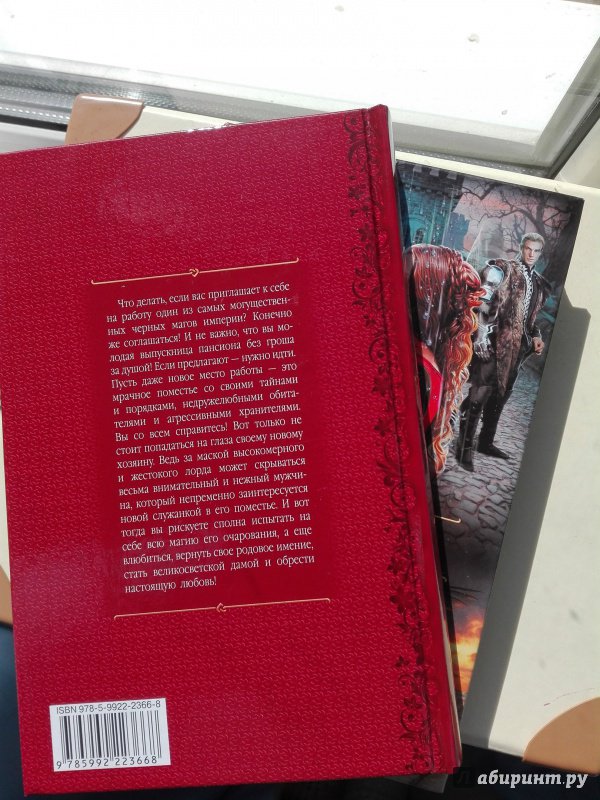 Что делать, если вас приглашает к себе
на работу один из самых могуществен-
ных черных магов империи? Конечно
же соглашаться! И не важно, что вы мо-
лодая выпускница пансиона без гроша
за душой! Если предлагают — нужно идти.
Пусть даже новое место работы — это
мрачное поместье со своими тайнами
и порядками, недружелюбными обита-
телями и агрессивными хранителями.
Вы со всем справитесь! Вот только не
стоит попадаться на глаза своему новому
хозяину. Ведь за маской высокомерного
и жестокого лорда может скрываться
весьма внимательный и нежный мужчи-
на, который непременно заинтересуется
новой служанкой в его поместье. И вот
тогда вы рискуете сполна испытать на
себе всю магию его очарования, а еще
влюбиться, вернуть свое родовое имение,
стать великосветской дамой и обрести
настоящую любовь!
ISBN 978-5-9922-2366-8
9 785992 223668
абиринт.ру